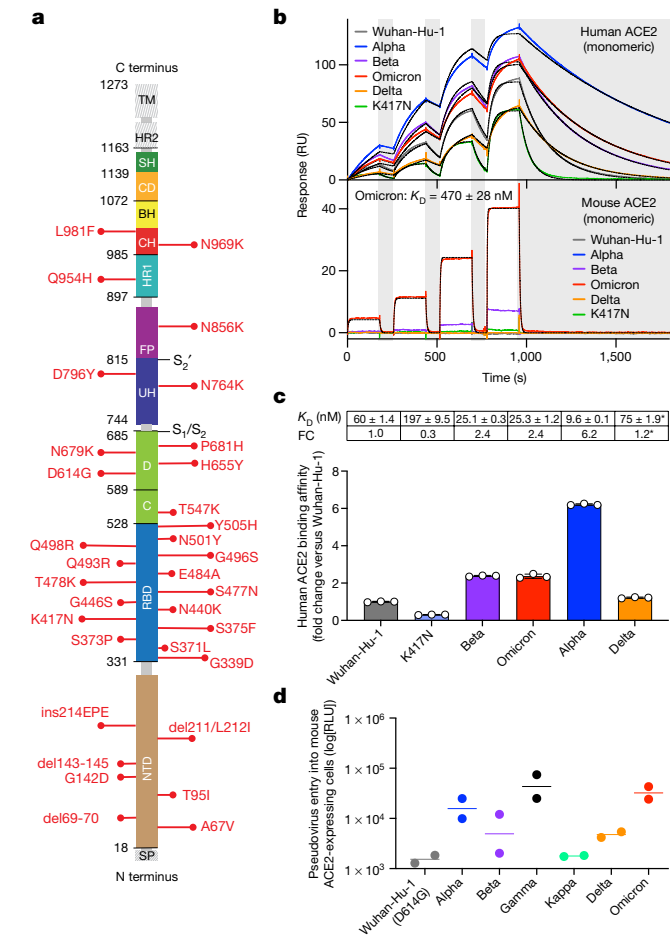 a
C terminus
1273
TM
HR2
1163
SH
1139
CD
1072
BH
L981F
CH
N969K
985
Q954H
HR1
897
N856K
FP
815
S2′
D796Y
UH
N764K
744
S1/S2
685
P681H
N679K
D
H655Y
D614G
589
C
T547K
528
Y505H
N501Y
Q498R
G496S
Q493R
E484A
T478K
S477N
RBD
G446S
N440K
K417N
S375F
S373P
S371L
331
G339D
ins214EPE
del211/L212I
del143-145
NTD
G142D
T95I
del69-70
A67V
18
SP
N terminus
b
Response (RU)
100
50
0
Wuhan-Hu-1
Alpha
Beta
Omicron
Delta
K417N
Human ACE2
(monomeric)
40
20
0
Omicron: KD = 470 ± 28 nM
Mouse ACE2
(monomeric)
Wuhan-Hu-1
Alpha
Beta
Omicron
Delta
K417N
0 500 1,000 1,500
Time (s)
c
KD (nM) 60 ± 1.4 197 ± 9.5 25.1 ± 0.3 25.3 ± 1.2 9.6 ± 0.1 75 ± 1.9*
FC 1.0 0.3 2.4 2.4 6.2 1.2*
Human ACE2 binding affinity
(fold change versus Wuhan-Hu-1)
8
6
4
2
0
Wuhan-Hu-1
K417N
Beta
Omicron
Alpha
Delta
d
Pseudovirus entry into mouse
ACE2-expressing cells (log[RLU])
1 × 10⁶
1 × 10⁵
1 × 10⁴
1 × 10³
Wuhan-Hu-1
(D614G)
Alpha
Beta
Gamma
Kappa
Delta
Omicron